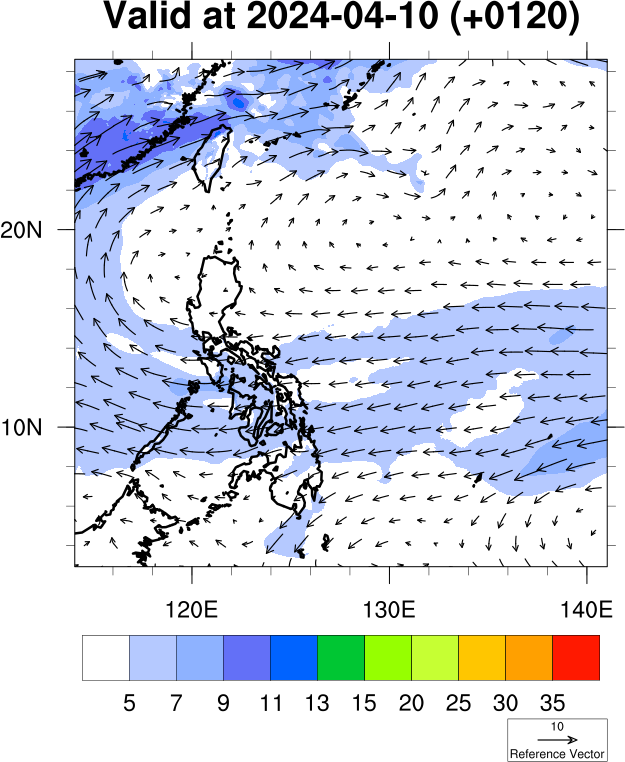 Valid at 2024-04-10 (+0120)
20N
10N
120E 130E 140E
5 7 9 11 13 15 20 25 30 35
10
Reference Vector